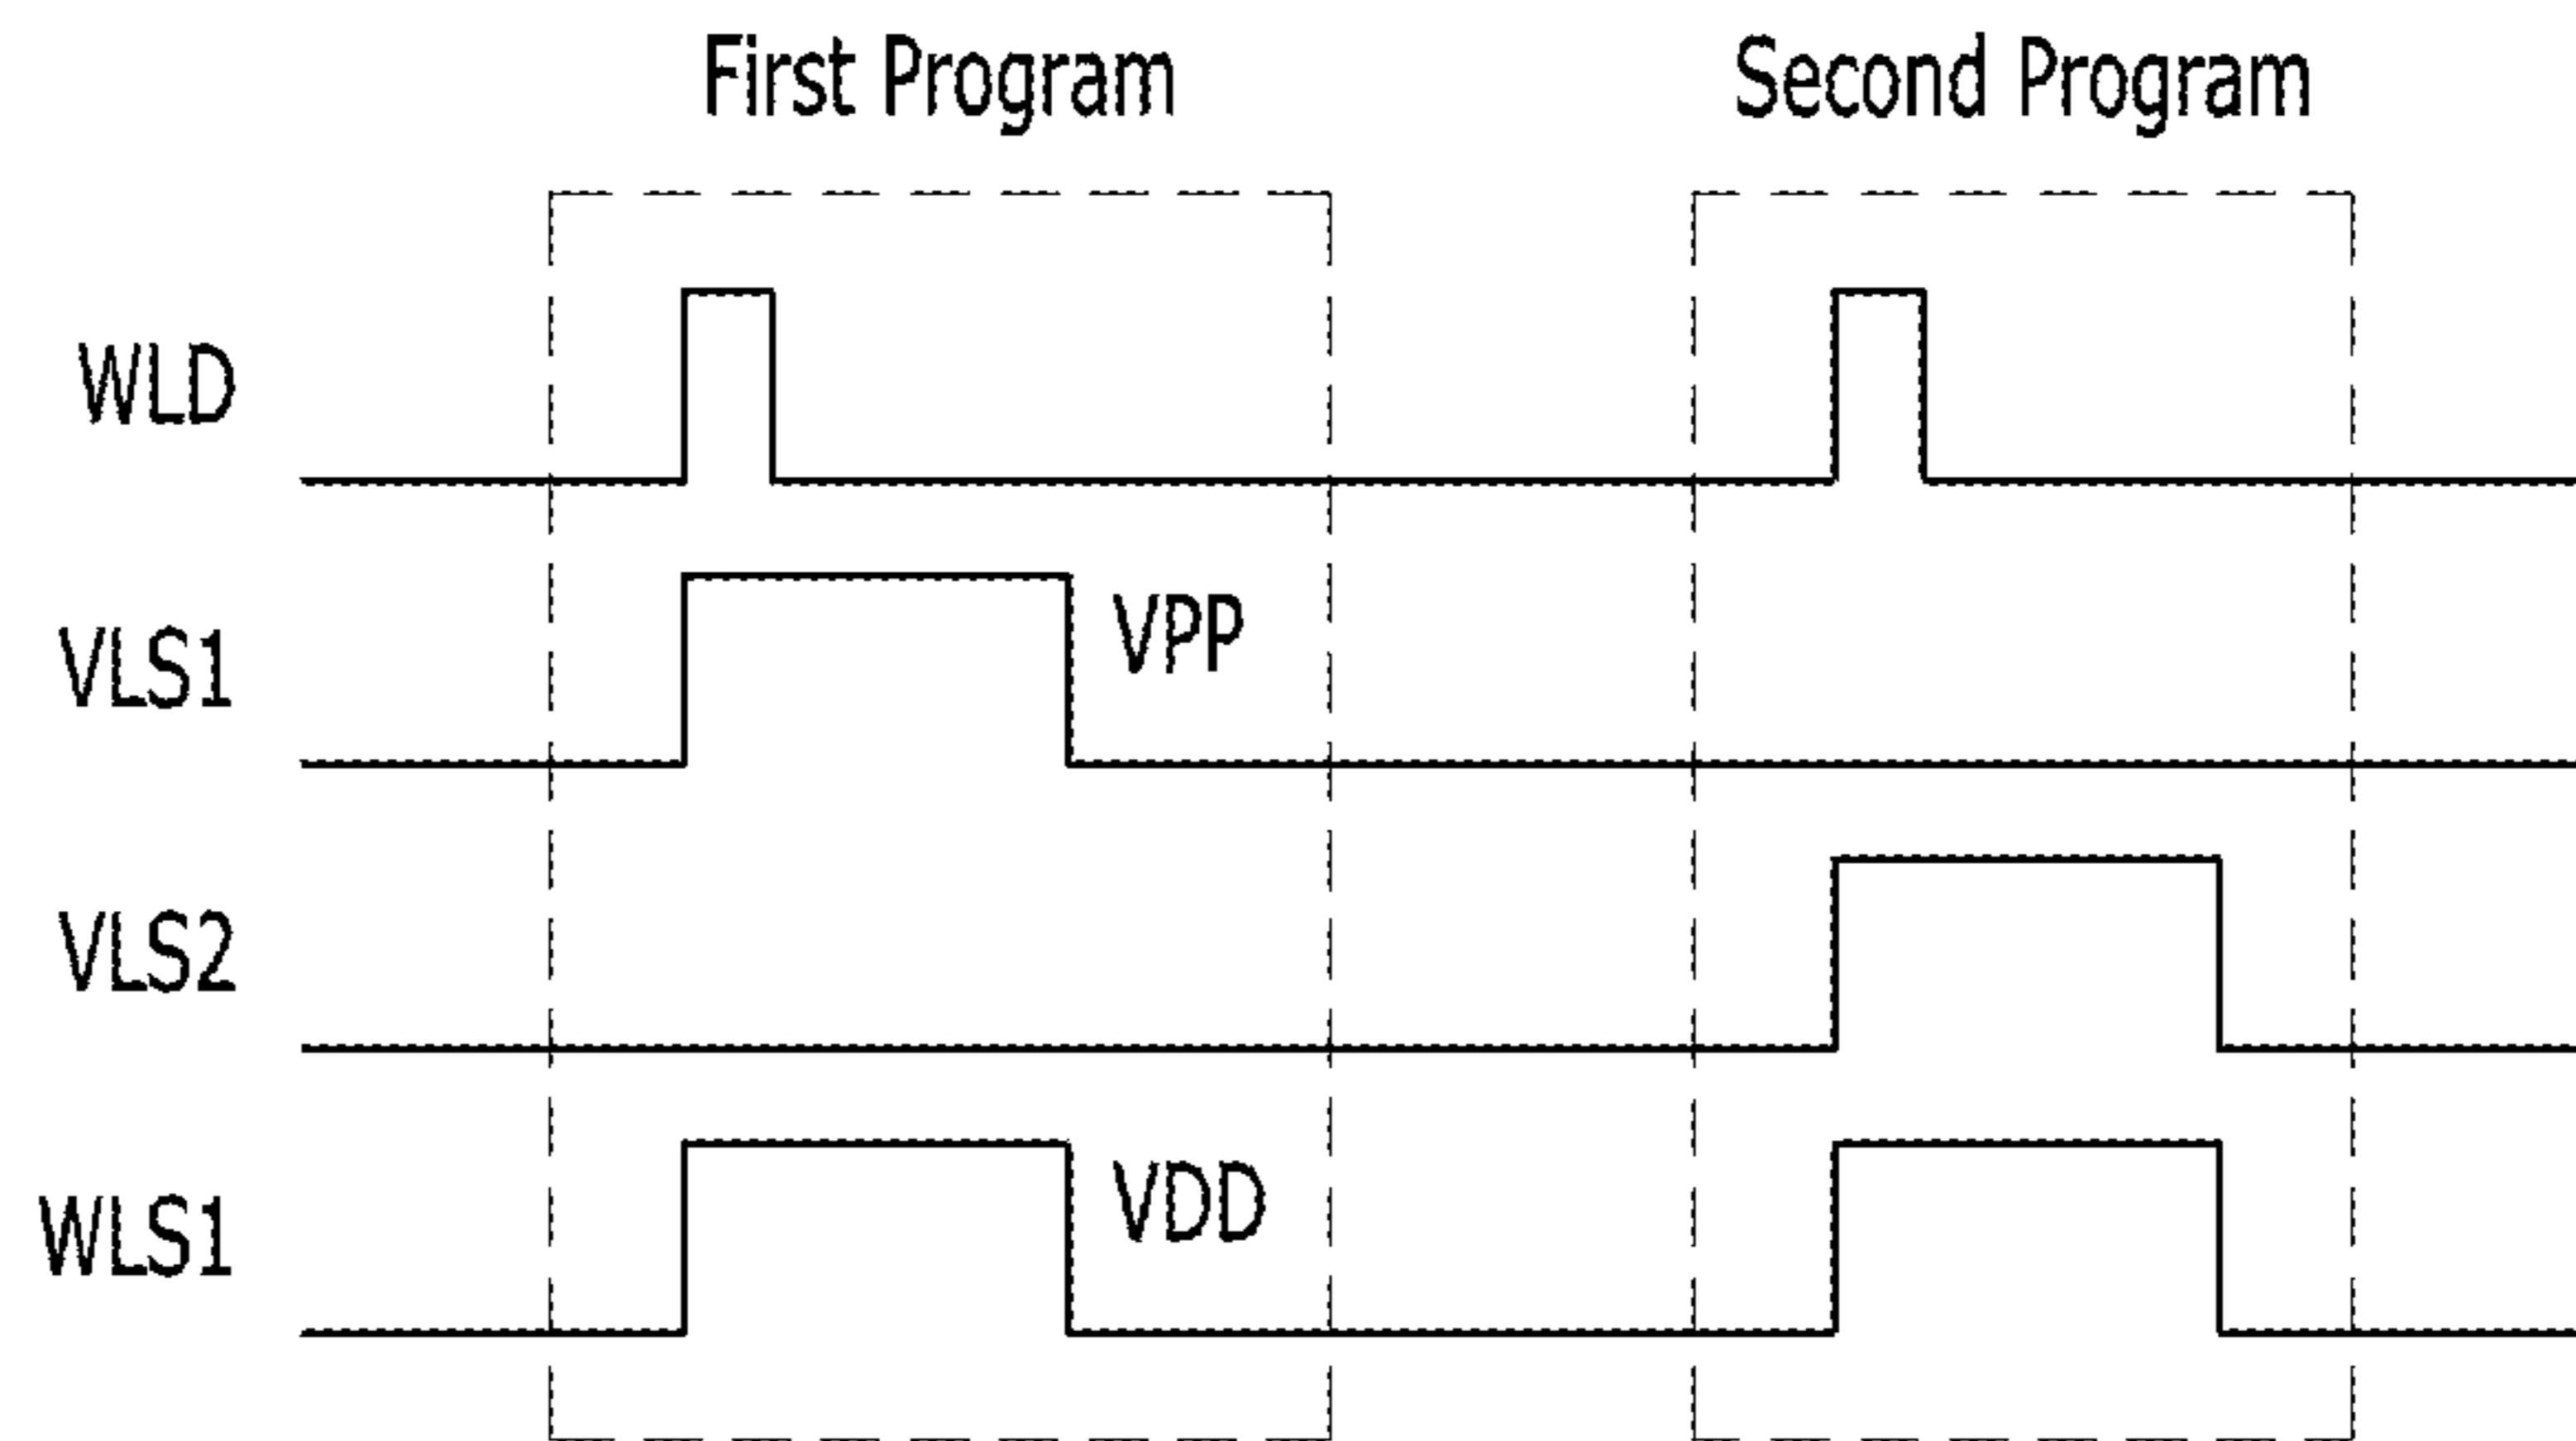 First Program
Second Program
WLD
VLS1
VPP
VLS2
WLS1
VDD